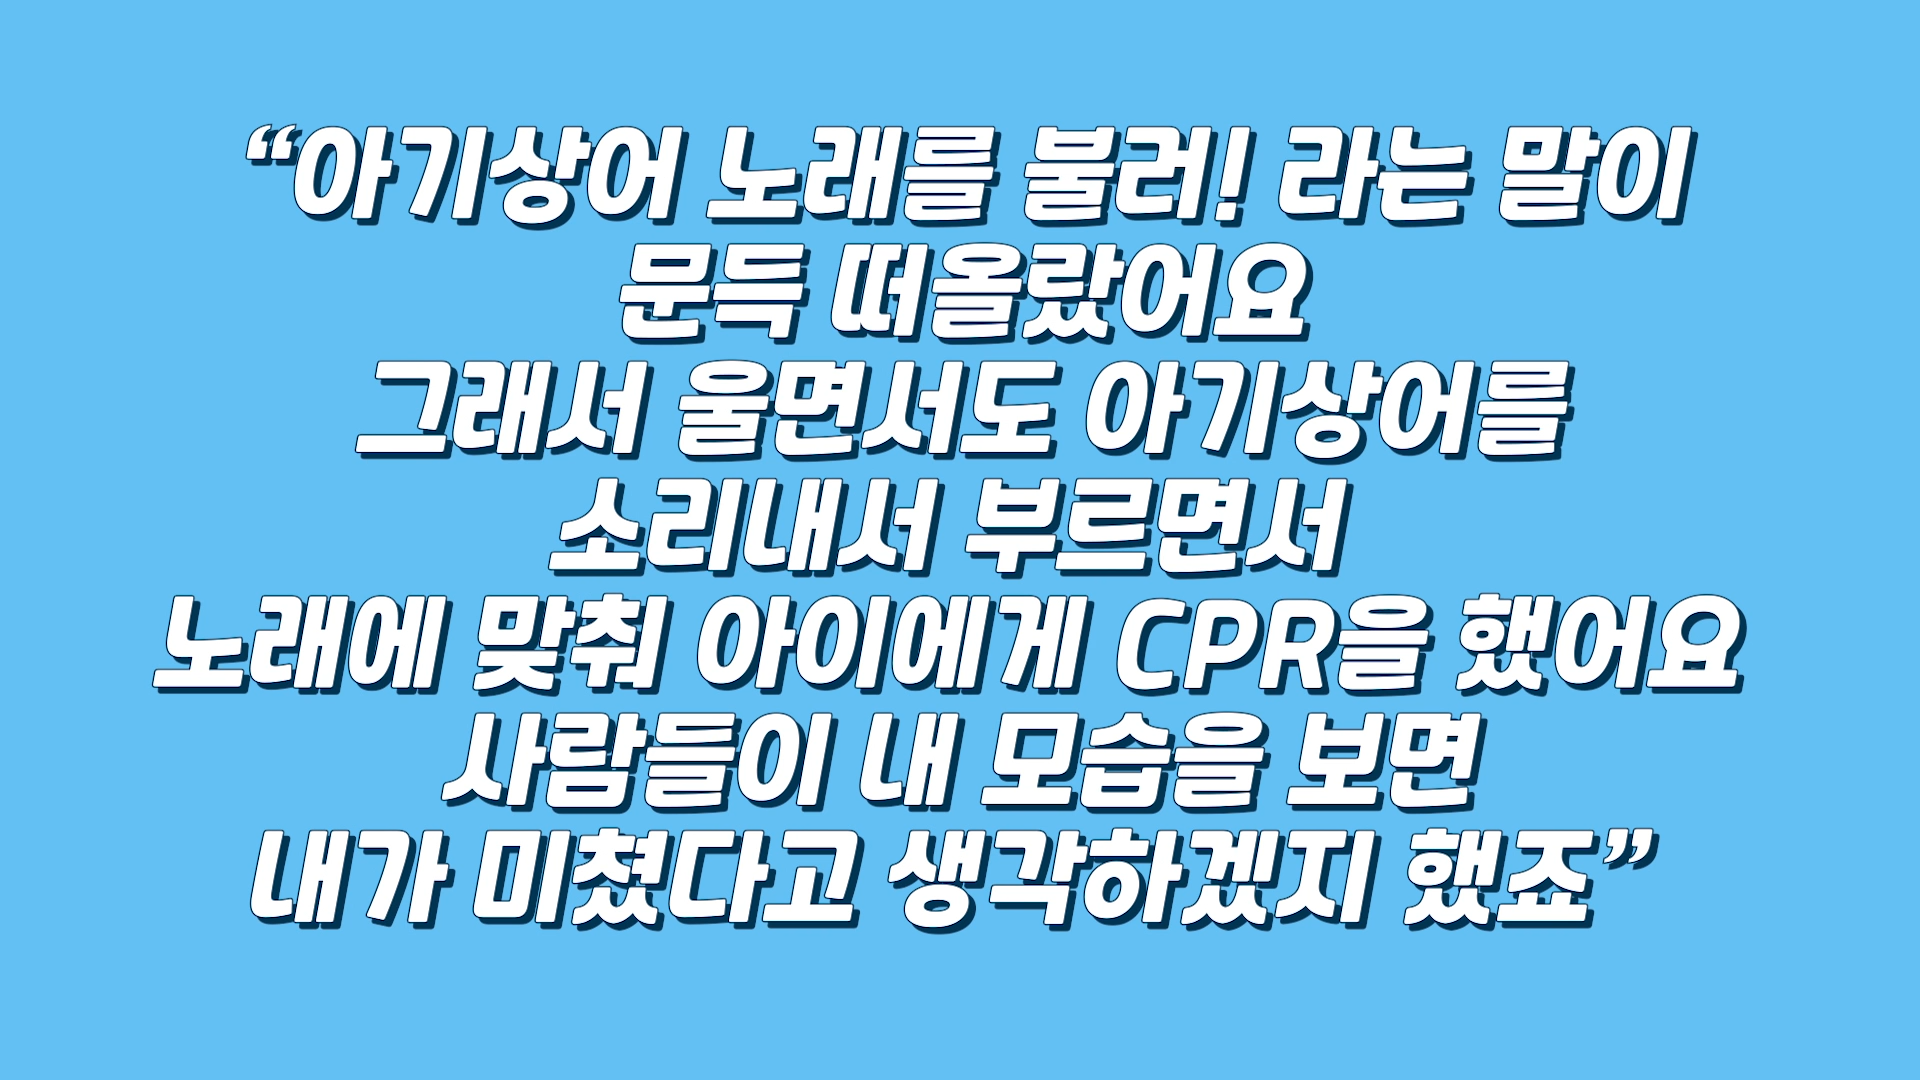 “아기상어 노래를 불러! 라는 말이
문득 떠올랐어요
그래서 울면서도 아기상어를
소리내서 부르면서
노래에 맞춰 아이에게 CPR을 했어요
사람들이 내 모습을 보면
내가 미쳤다고 생각하겠지 했죠”